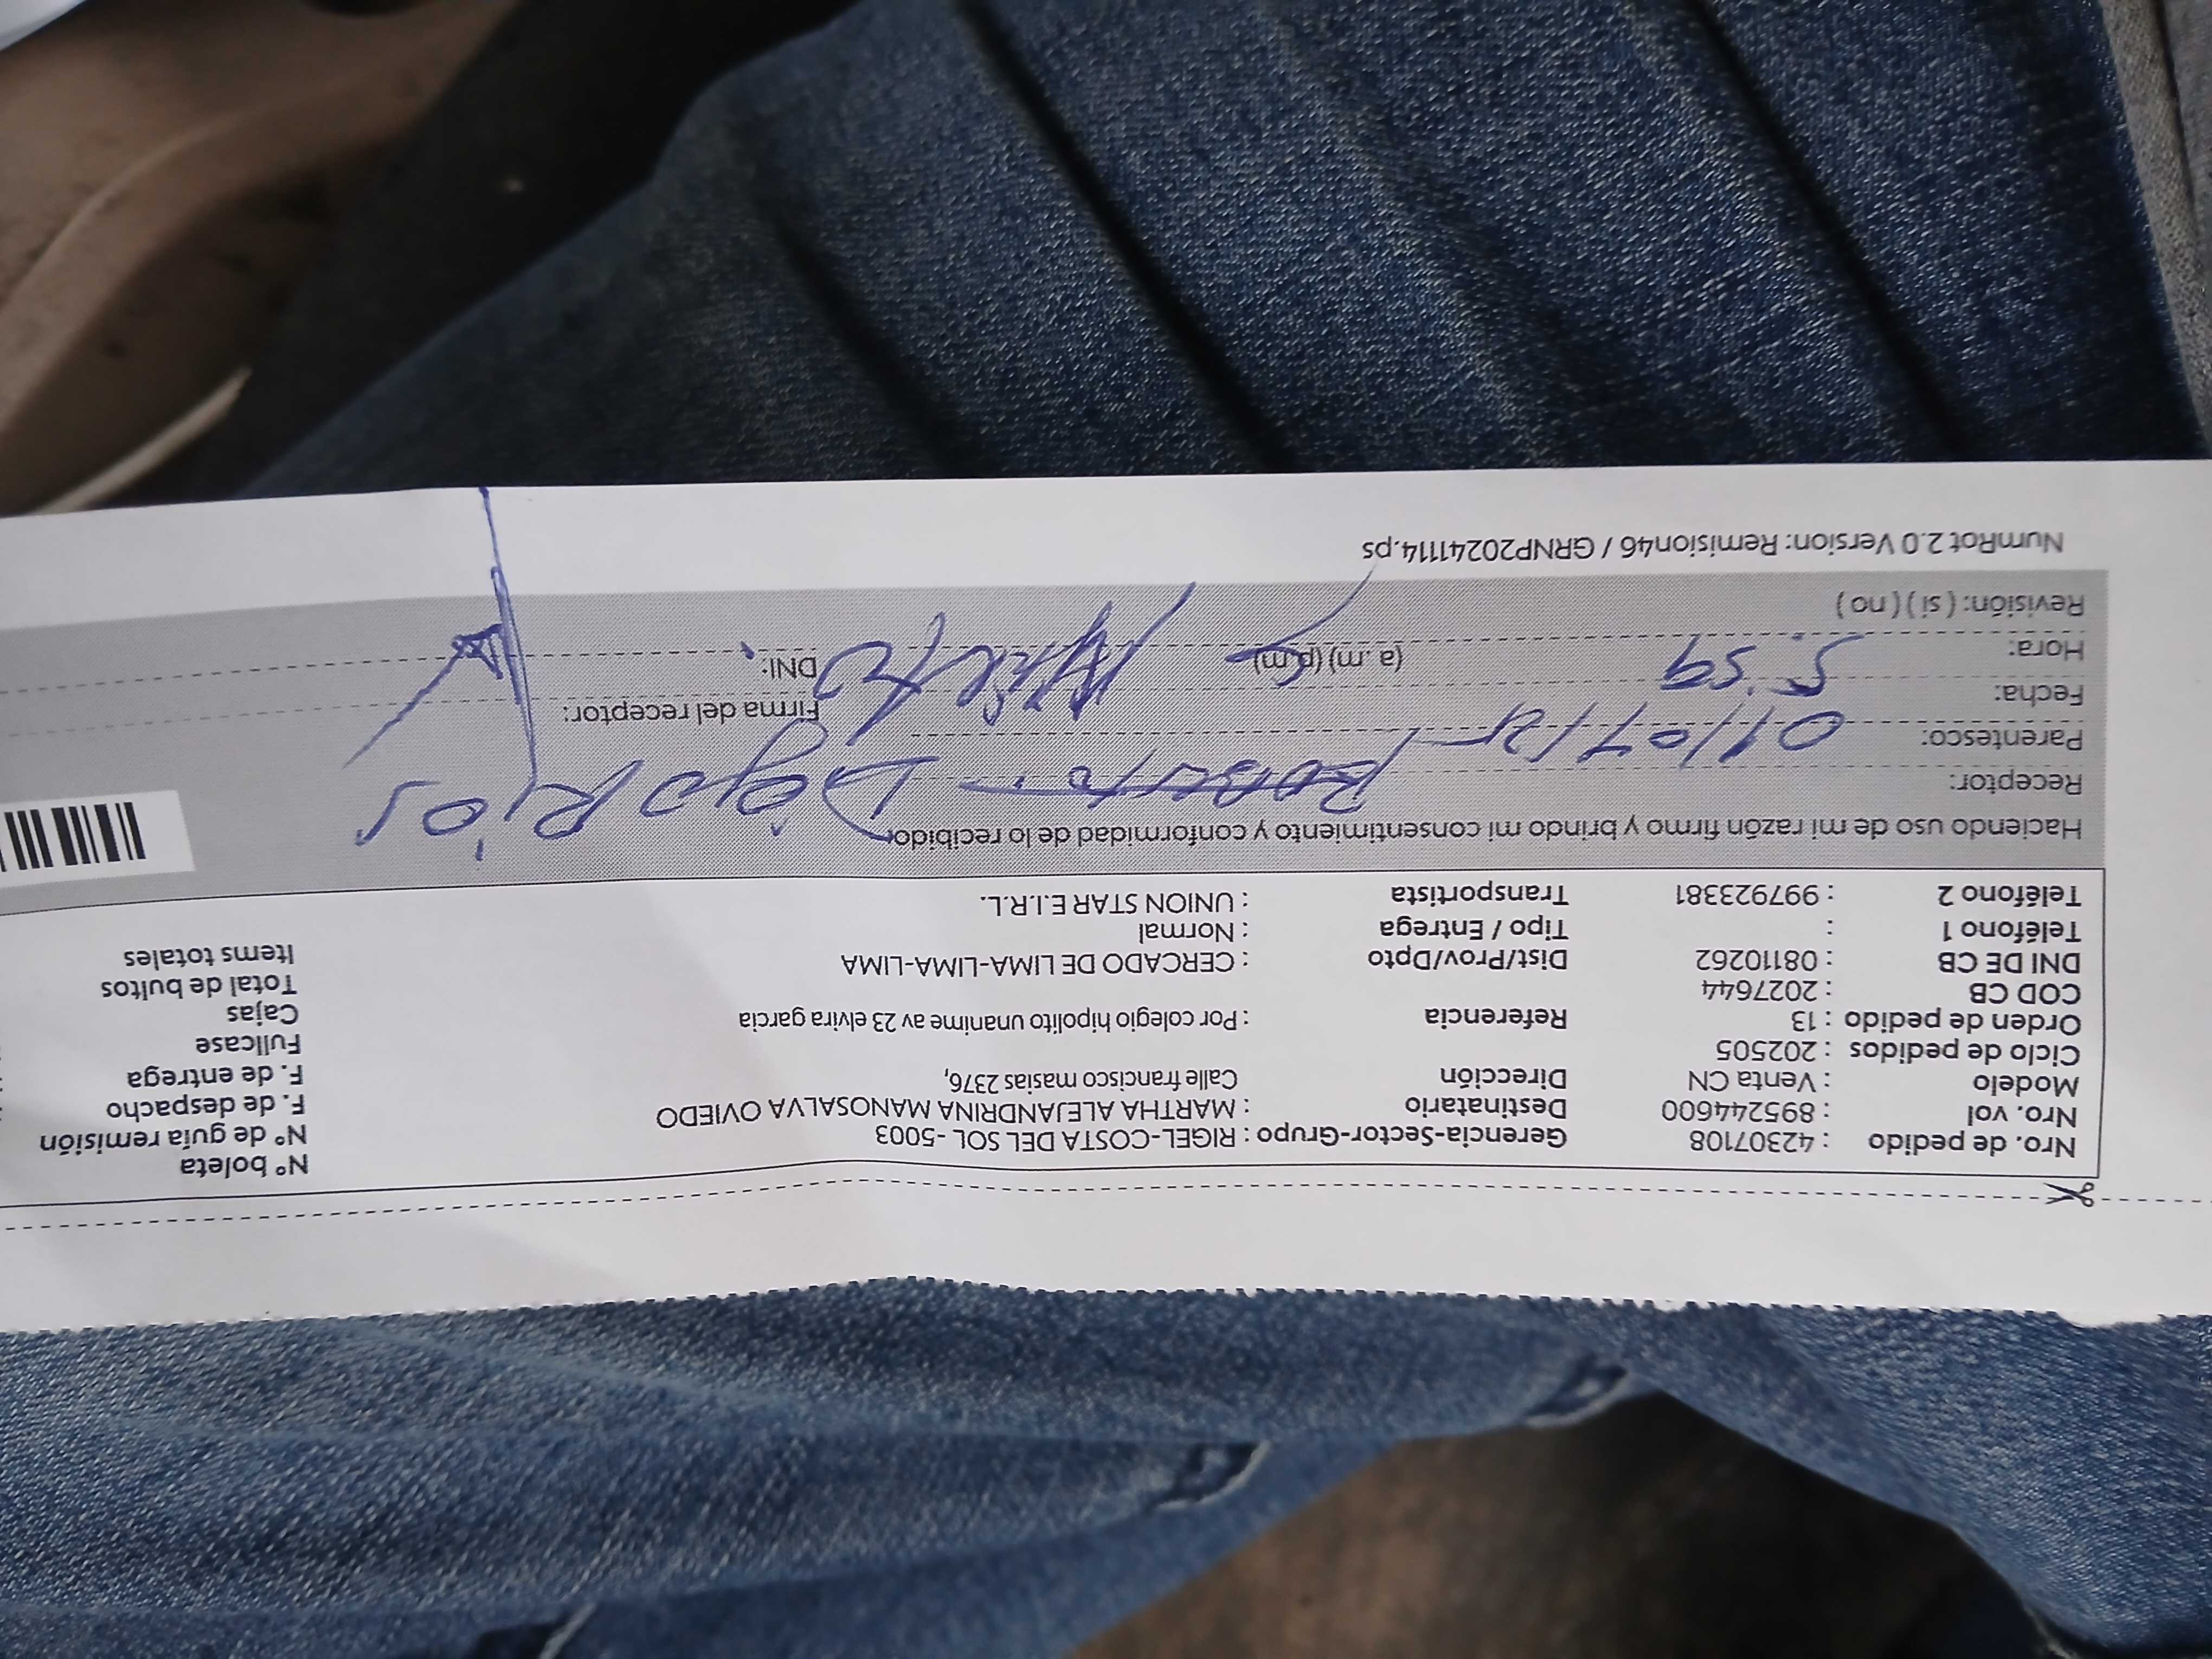 Nro. de pedido : 42307108 Gerencia-Sector-Grupo : RIGEL-COSTA DEL SOL -5003 N° boleta
Nro. vol : 895244600 Destinatario : MARTHA ALEJANDRINA MANOSALVA OVIEDO N° de guía remisión
Modelo : Venta CN Dirección Calle francisco masias 2376, F. de despacho
Ciclo de pedidos : 202505 F. de entrega
Orden de pedido : 13 Referencia : Por colegio hipolito unanime av 23 elvira garcia Fullcase
COD CB : 2027644 Cajas
DNI DE CB : 08110262 Dist/Prov/Dpto : CERCADO DE LIMA-LIMA-LIMA Total de bultos
Teléfono 1 : Tipo / Entrega : Normal Items totales
Teléfono 2 : 997923381 Transportista : UNION STAR E.I.R.L.
Haciendo uso de mi razón firmo y brindo mi consentimiento y conformidad de lo recibido
Receptor: Ríos
Parentesco:
Fecha: Firma del receptor:
Hora: 5:59 (a.m) (p.m) DNI:
Revisión: ( si ) ( no )
NumRot 2.0 Version: Remision46 / GRNP20241114.ps